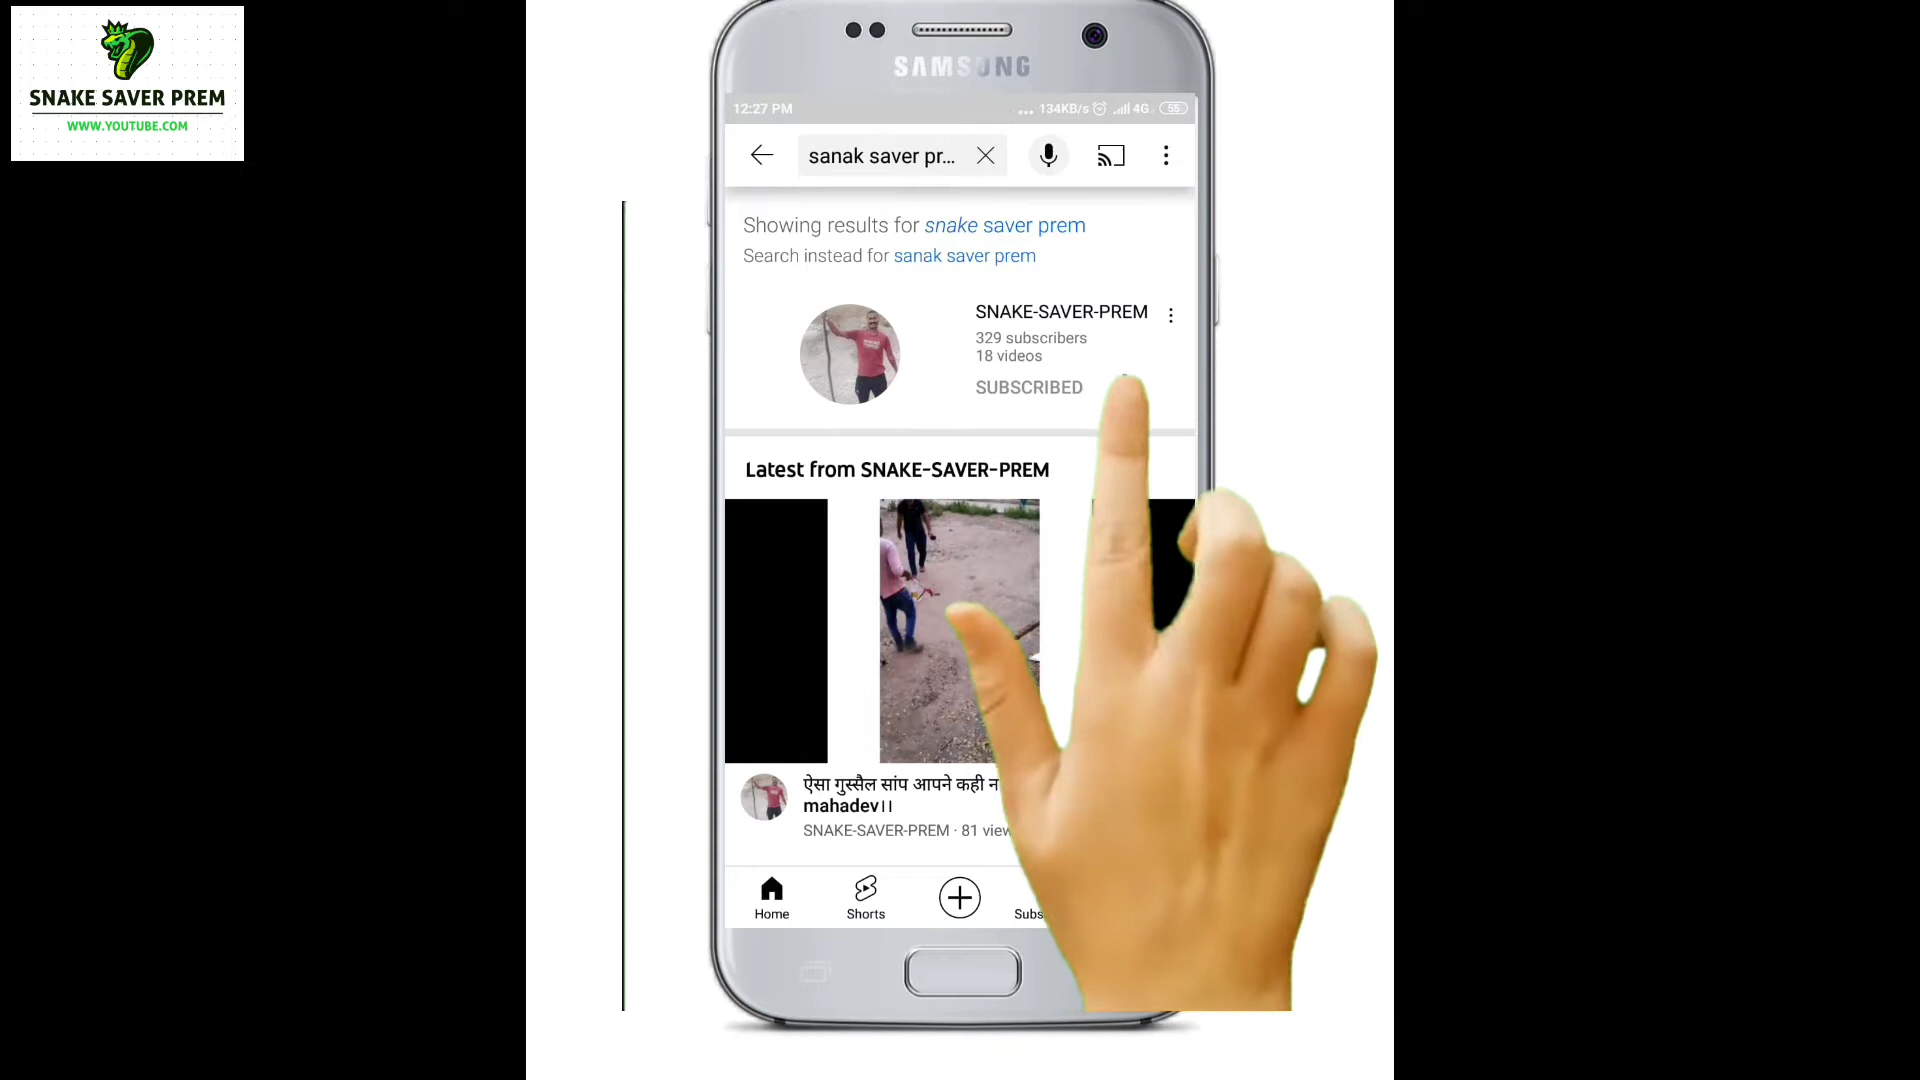 SNAKE SAVER PREM
WWW.YOUTUBE.COM
SAMSUNG
12:27 PM
134KB/s 4G 55
sanak saver pr...
Showing results for snake saver prem
Search instead for sanak saver prem
SNAKE-SAVER-PREM
329 subscribers
18 videos
SUBSCRIBED
Latest from SNAKE-SAVER-PREM
ऐसा गुस्सैल सांप आपने कही न
mahadev।।
SNAKE-SAVER-PREM · 81 view
Home
Shorts
Subs